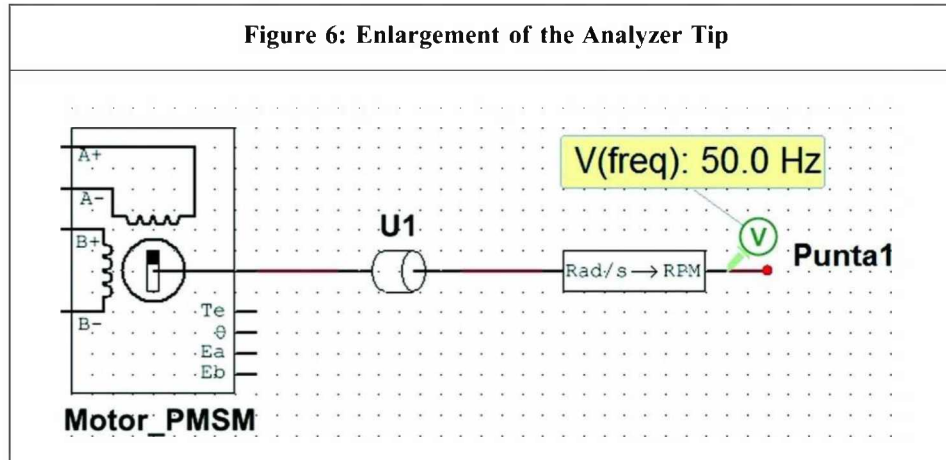 Figure 6: Enlargement of the Analyzer Tip
V(freq): 50.0 Hz
A+
A-
U1
V
B+
Rad/s→RPM
Punta1
B-
Te
θ
Ea
Eb
Motor_PMSM